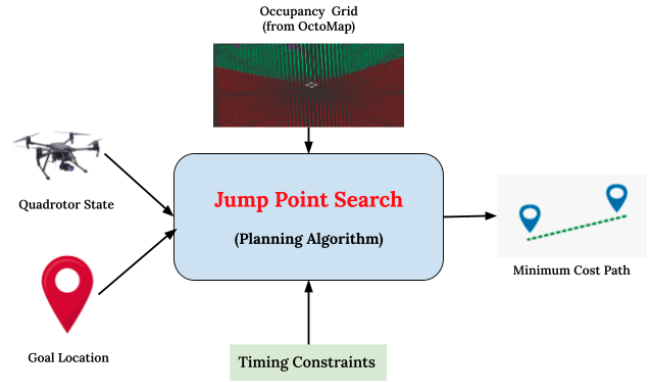 Occupancy Grid
(from OctoMap)
Quadrotor State
Jump Point Search
(Planning Algorithm)
Minimum Cost Path
Goal Location
Timing Constraints